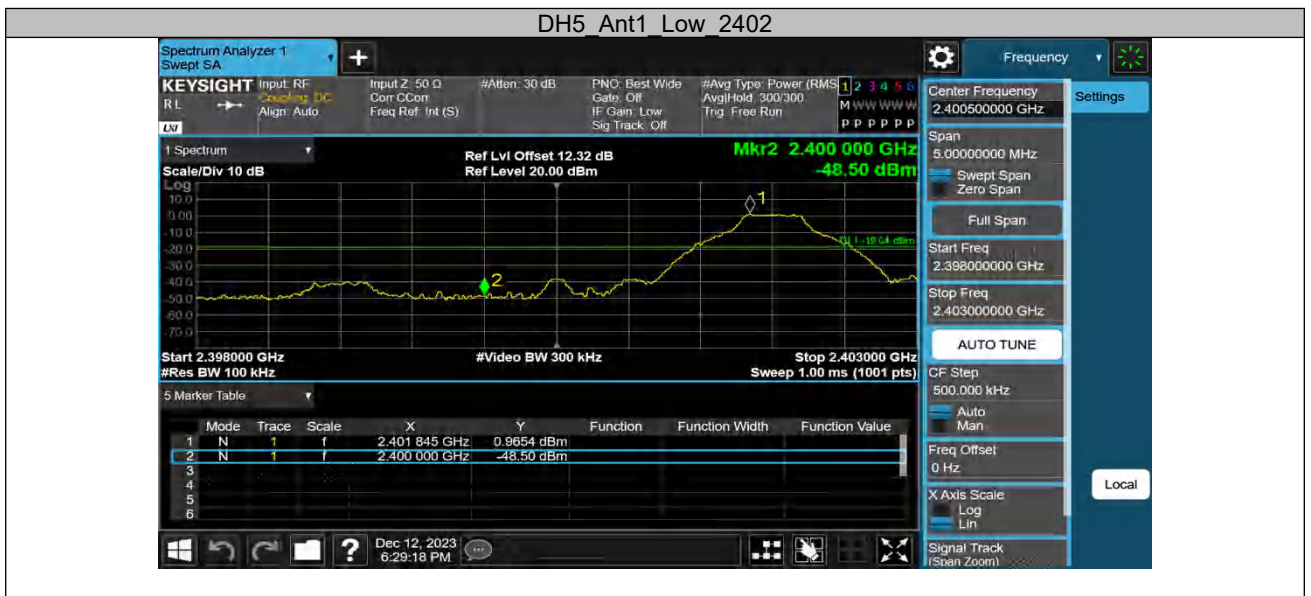 DH5_Ant1_Low_2402
Spectrum Analyzer 1
Swept SA
+
Frequency
KEYSIGHT
RL
LXI
Input: RF
Coupling: DC
Align: Auto
Input Z: 50 Ω
Corr CCorr
Freq Ref: Int (S)
#Atten: 30 dB
PNO: Best Wide
Gate: Off
IF Gain: Low
Sig Track: Off
#Avg Type: Power (RMS
Avg|Hold: 300/300
Trig: Free Run
1 2 3 4 5 6
M W W W W W
P P P P P P
Center Frequency
2.400500000 GHz
Settings
1 Spectrum
Scale/Div 10 dB
Ref Lvl Offset 12.32 dB
Ref Level 20.00 dBm
Mkr2 2.400 000 GHz
-48.50 dBm
Log
10.0
0.00
-10.0
-20.0
-30.0
-40.0
-50.0
-60.0
-70.0
1
2
DL1 -19.04 dBm
Start 2.398000 GHz
#Res BW 100 kHz
#Video BW 300 kHz
Stop 2.403000 GHz
Sweep 1.00 ms (1001 pts)
Span
5.00000000 MHz
Swept Span
Zero Span
Full Span
Start Freq
2.398000000 GHz
Stop Freq
2.403000000 GHz
AUTO TUNE
CF Step
500.000 kHz
Auto
Man
Freq Offset
0 Hz
X Axis Scale
Log
Lin
Signal Track
(Span Zoom)
Local
5 Marker Table
Mode Trace Scale X Y Function Function Width Function Value
1 N 1 f 2.401 845 GHz 0.9654 dBm
2 N 1 f 2.400 000 GHz -48.50 dBm
3
4
5
6
?
Dec 12, 2023
6:29:18 PM